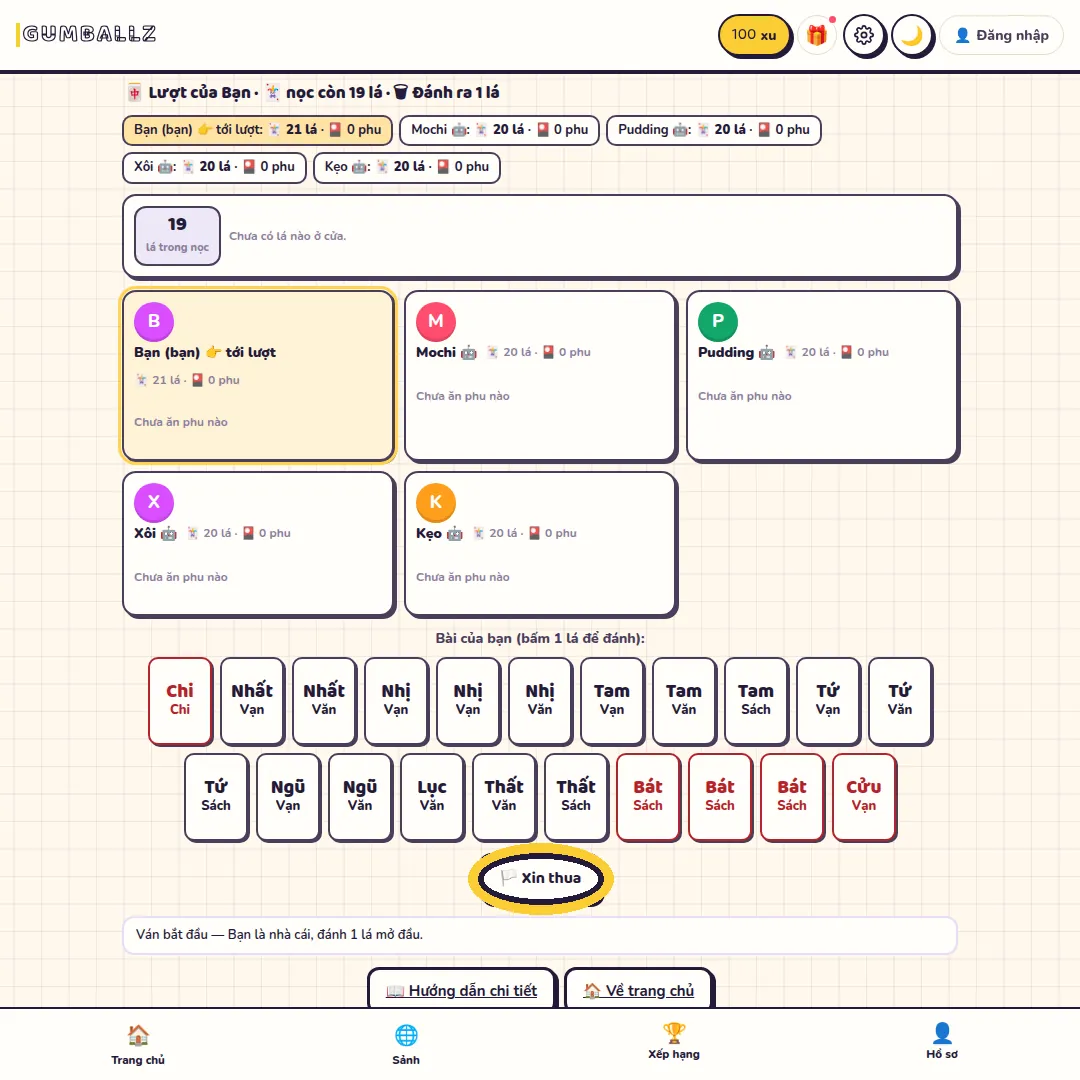 GUMBALLZ
100 xu
Đăng nhập
Lượt của Bạn · nọc còn 19 lá · Đánh ra 1 lá
Bạn (bạn) 👉 tới lượt: 21 lá · 0 phu
Mochi 🤖: 20 lá · 0 phu
Pudding 🤖: 20 lá · 0 phu
Xôi 🤖: 20 lá · 0 phu
Kẹo 🤖: 20 lá · 0 phu
19
lá trong nọc
Chưa có lá nào ở cửa.
B
Bạn (bạn) 👉 tới lượt
21 lá · 0 phu
Chưa ăn phu nào
M
Mochi 🤖 20 lá · 0 phu
Chưa ăn phu nào
P
Pudding 🤖 20 lá · 0 phu
Chưa ăn phu nào
X
Xôi 🤖 20 lá · 0 phu
Chưa ăn phu nào
K
Kẹo 🤖 20 lá · 0 phu
Chưa ăn phu nào
Bài của bạn (bấm 1 lá để đánh):
Chi Nhất Nhất Nhị Nhị Nhị Tam Tam Tam Tứ Tứ
Chi Vạn Văn Vạn Vạn Văn Vạn Văn Sách Vạn Văn
Tứ Ngũ Ngũ Lục Thất Thất Bát Bát Bát Cửu
Sách Vạn Văn Văn Văn Sách Sách Sách Sách Vạn
Xin thua
Ván bắt đầu — Bạn là nhà cái, đánh 1 lá mở đầu.
Hướng dẫn chi tiết
Về trang chủ
Trang chủ
Sảnh
Xếp hạng
Hồ sơ